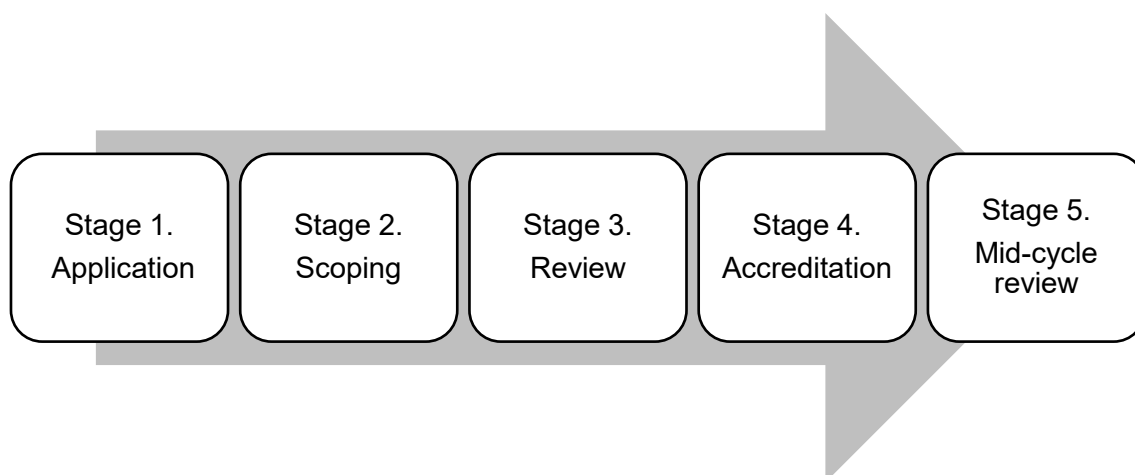 Stage 1.
Application
Stage 2.
Scoping
Stage 3.
Review
Stage 4.
Accreditation
Stage 5.
Mid-cycle
review